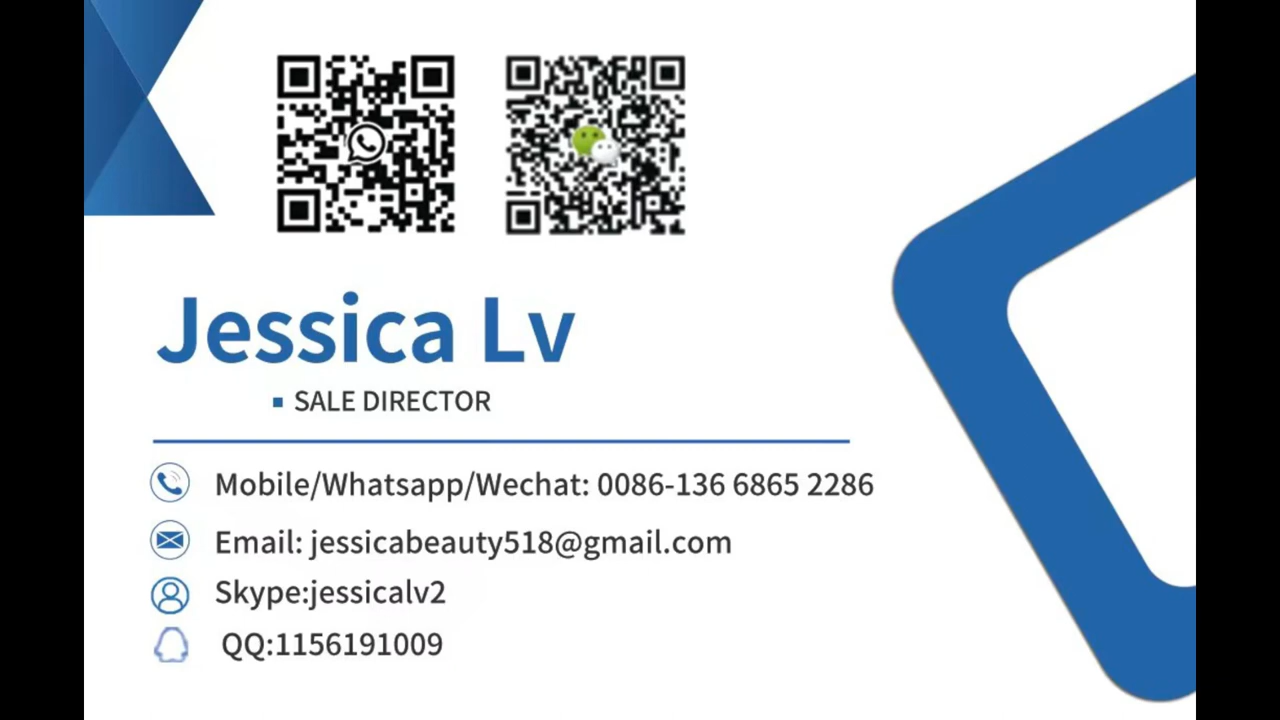 Jessica Lv
SALE DIRECTOR
Mobile/Whatsapp/Wechat: 0086-136 6865 2286
Email: jessicabeauty518@gmail.com
Skype:jessicalv2
QQ:1156191009